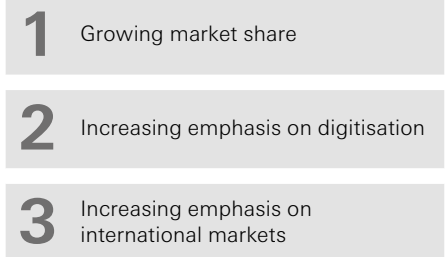 1
Growing market share
2
Increasing emphasis on digitisation
3
Increasing emphasis on
international markets